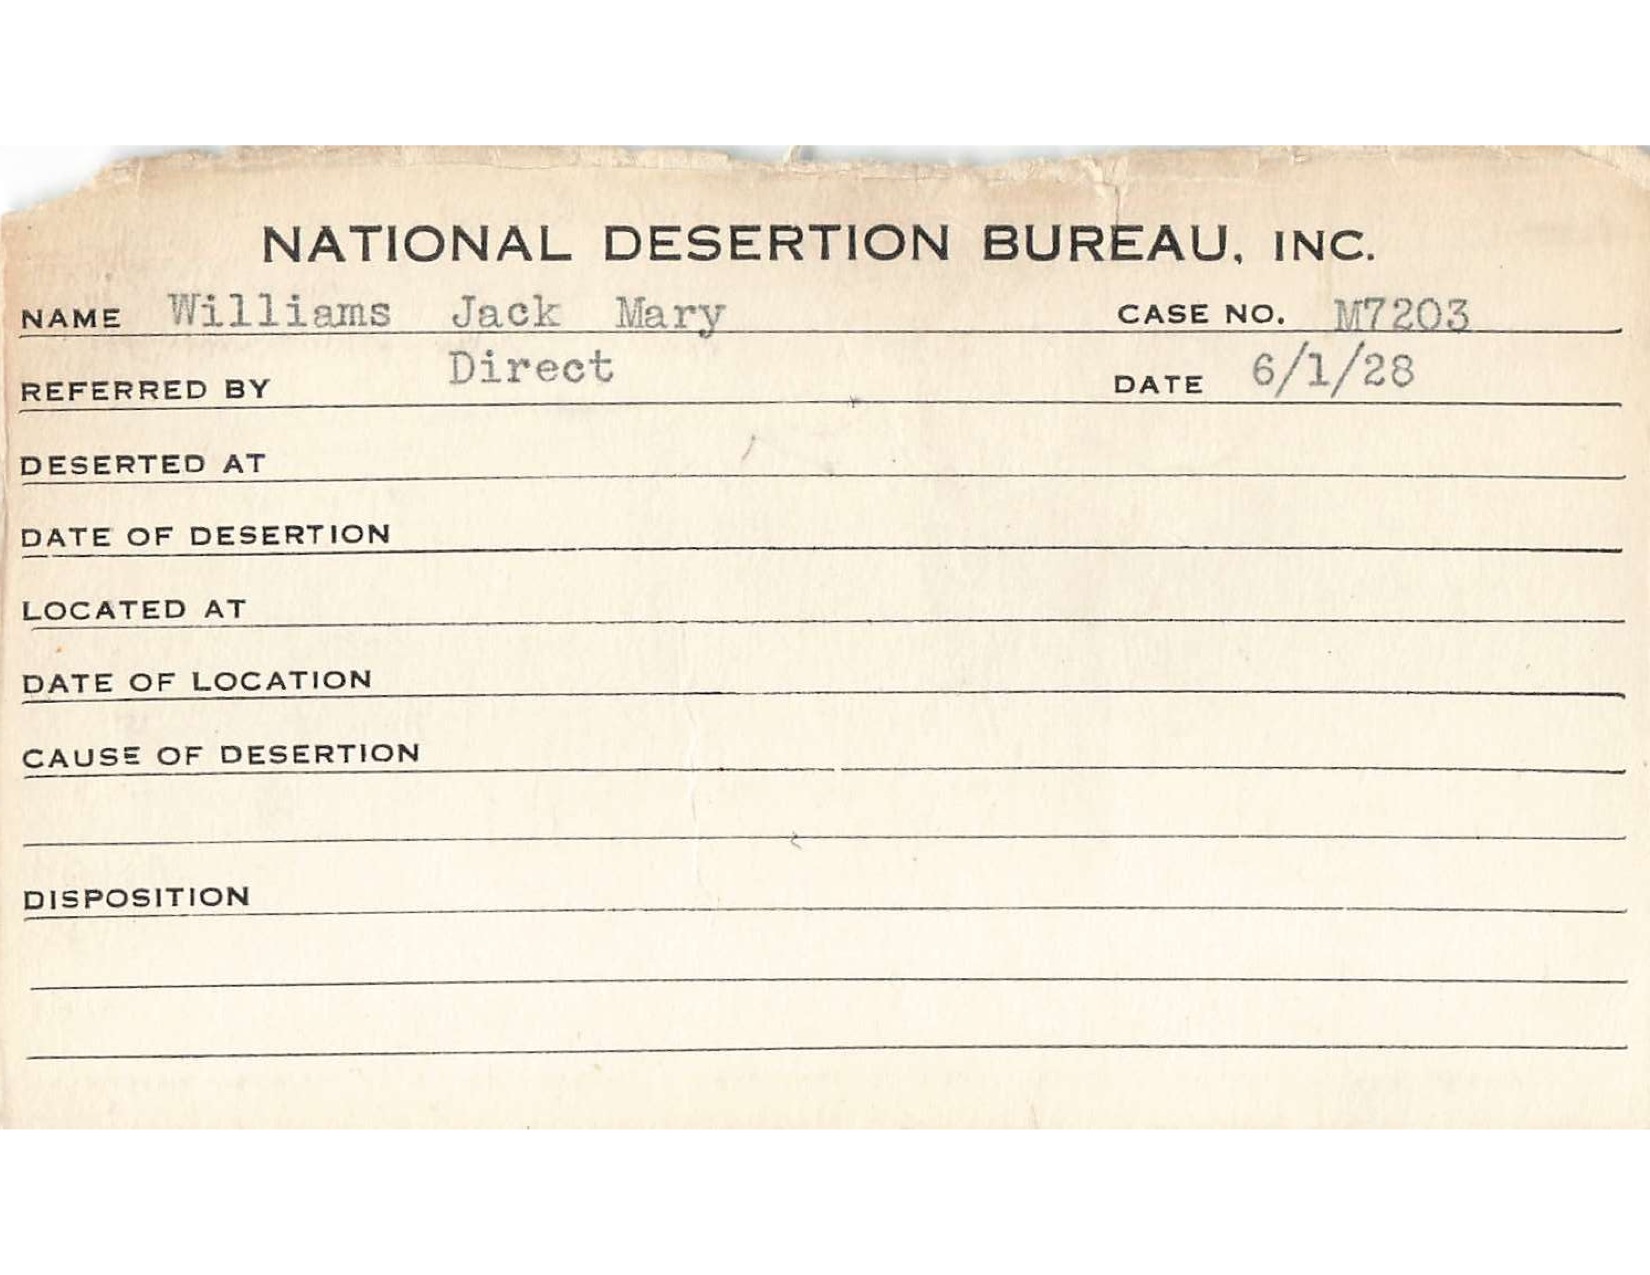 NATIONAL DESERTION BUREAU, INC.
NAME Williams Jack Mary CASE NO. M7203
REFERRED BY Direct DATE 6/1/28
DESERTED AT
DATE OF DESERTION
LOCATED AT
DATE OF LOCATION
CAUSE OF DESERTION
DISPOSITION